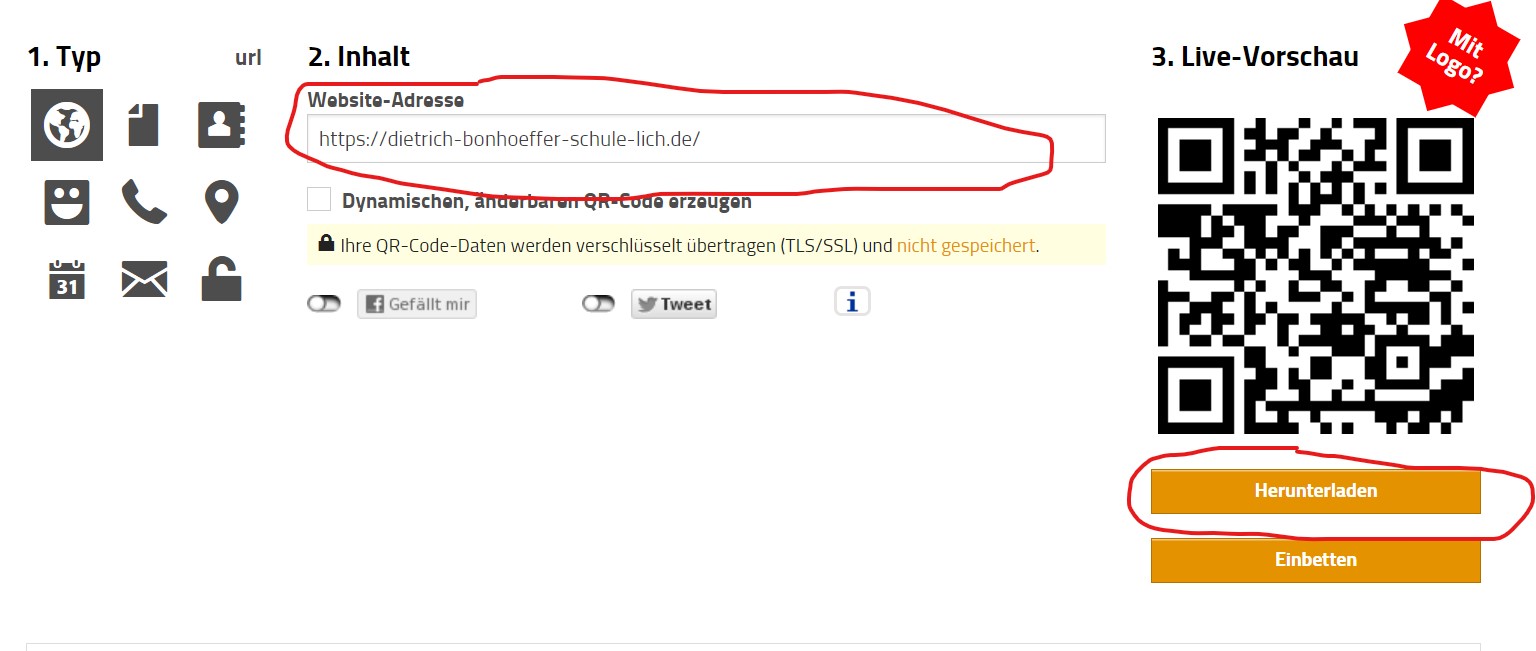 1. Typ
url
2. Inhalt
3. Live-Vorschau
Mit
Logo?
Website-Adresse
https://dietrich-bonhoeffer-schule-lich.de/
Dynamischen, änderbaren QR-Code erzeugen
Ihre QR-Code-Daten werden verschlüsselt übertragen (TLS/SSL) und nicht gespeichert.
31
f Gefällt mir
Tweet
i
Herunterladen
Einbetten